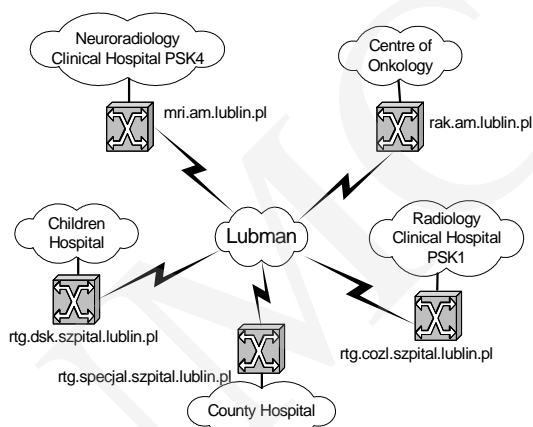 Neuroradiology
Clinical Hospital PSK4
mri.am.lublin.pl
Centre of
Onkology
rak.am.lublin.pl
Children
Hospital
rtg.dsk.szpital.lublin.pl
Lubman
Radiology
Clinical Hospital
PSK1
rtg.cozl.szpital.lublin.pl
rtg.specjal.szpital.lublin.pl
County Hospital